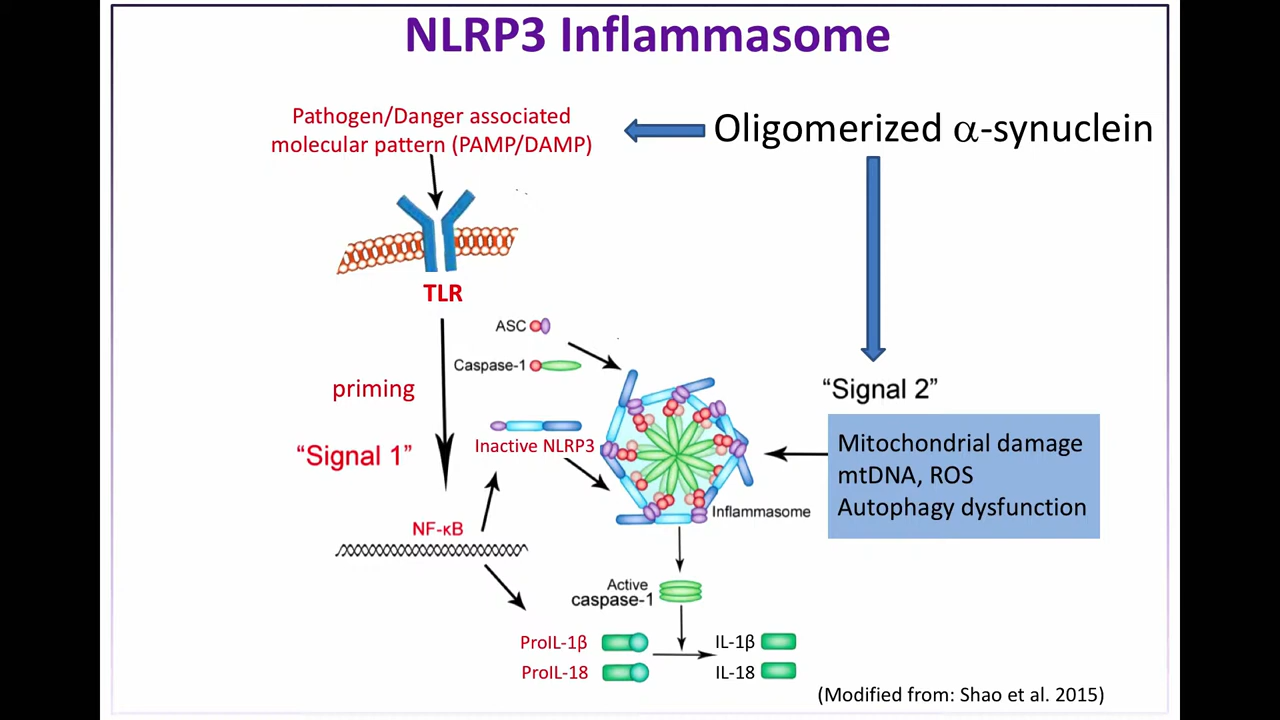 NLRP3 Inflammasome
Pathogen/Danger associated
molecular pattern (PAMP/DAMP)
Oligomerized α-synuclein
TLR
ASC
Caspase-1
priming
“Signal 1”
Inactive NLRP3
“Signal 2”
Mitochondrial damage
mtDNA, ROS
Autophagy dysfunction
Inflammasome
NF-κB
Active
caspase-1
ProIL-1β
IL-1β
ProIL-18
IL-18
(Modified from: Shao et al. 2015)